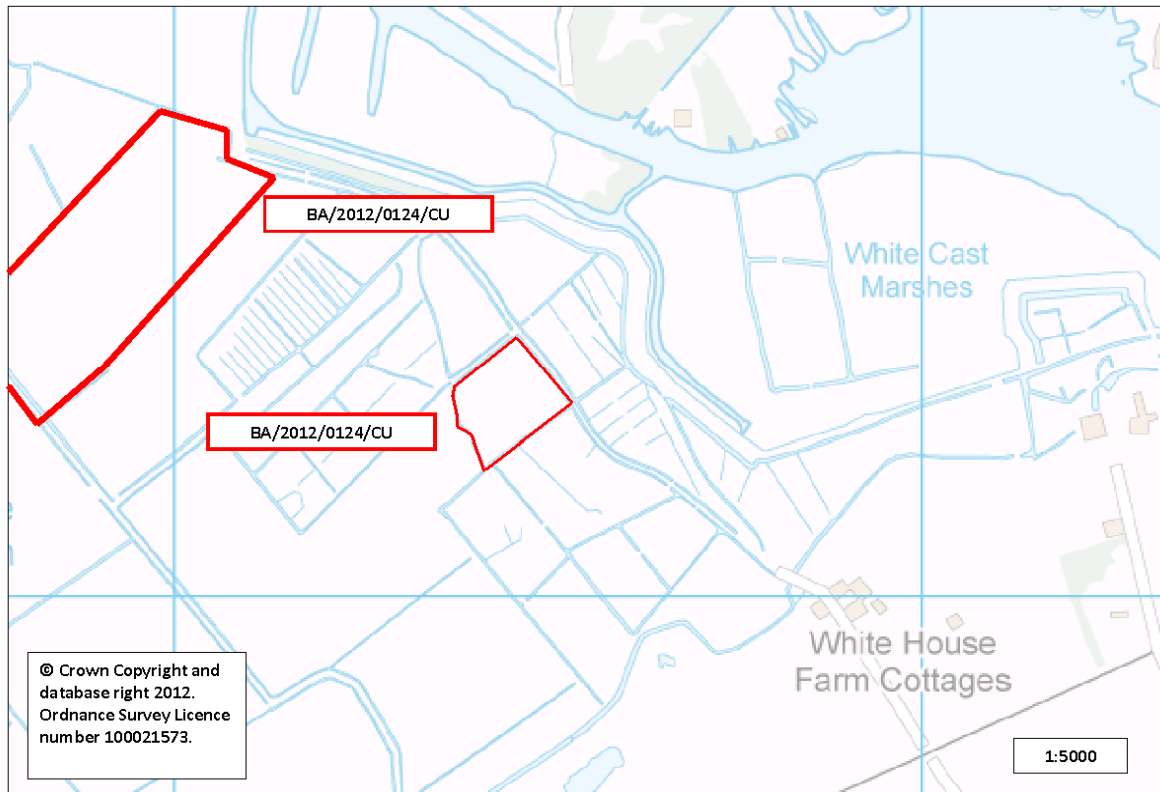 BA/2012/0124/CU
White Cast
Marshes
BA/2012/0124/CU
White House
Farm Cottages
© Crown Copyright and
database right 2012.
Ordnance Survey Licence
number 100021573.
1:5000